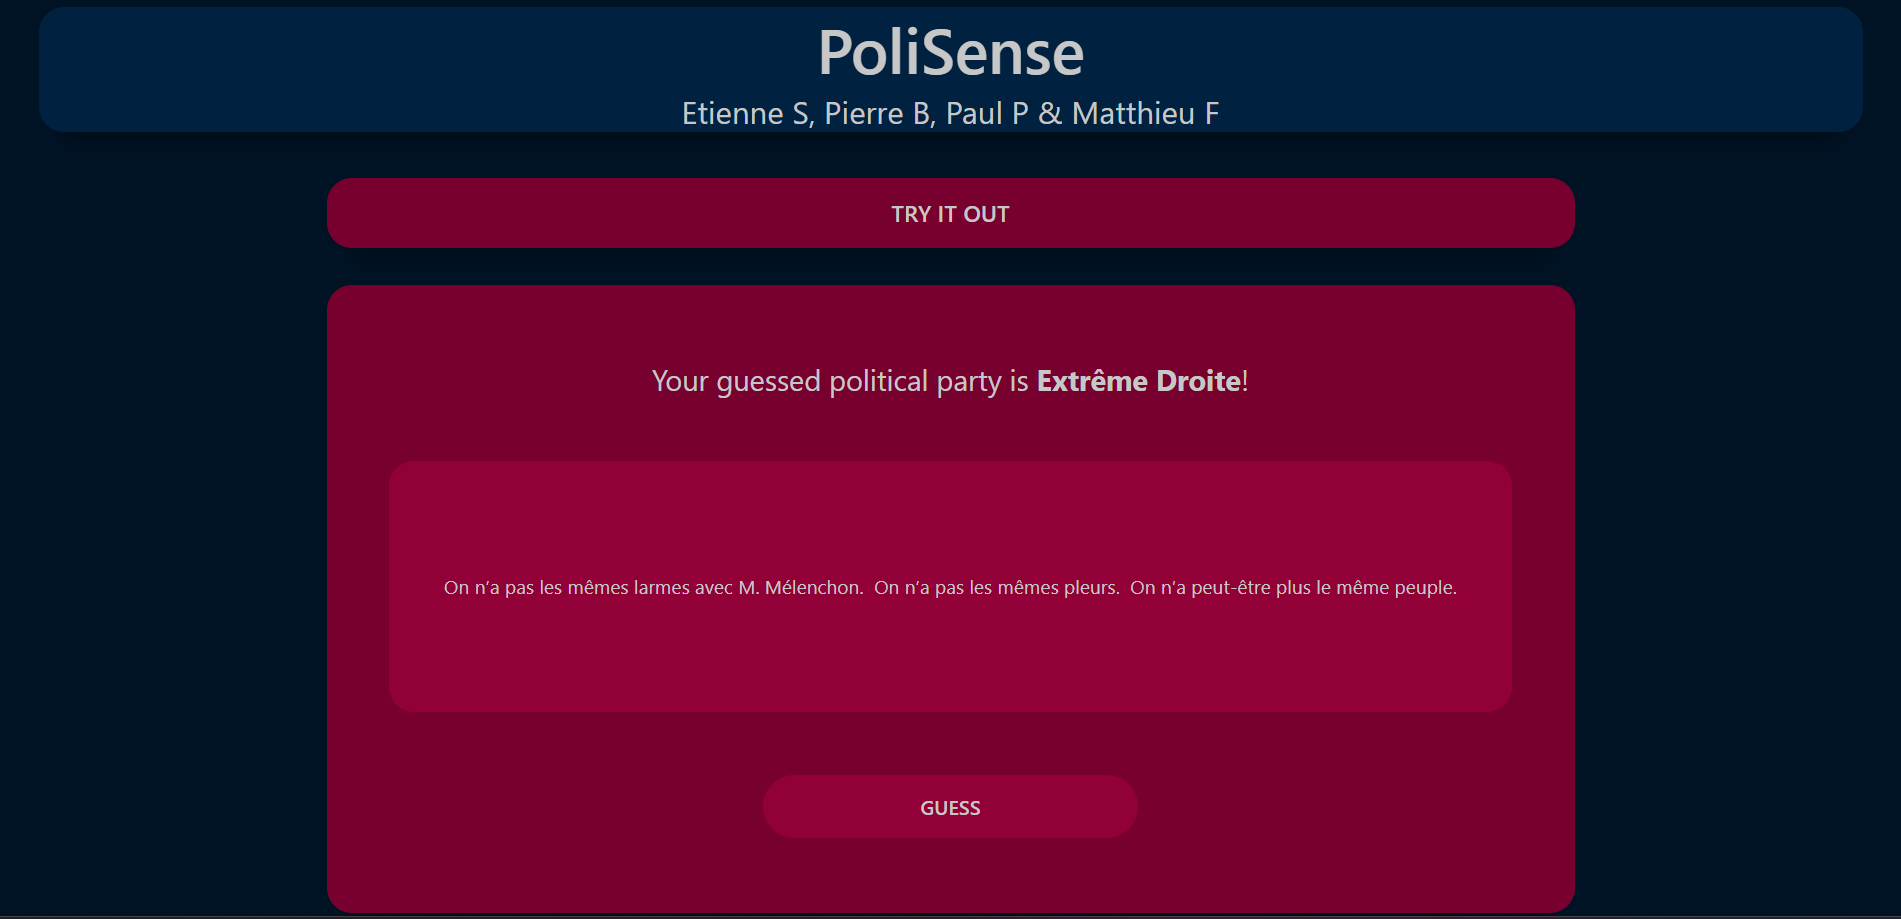 PoliSense
Etienne S, Pierre B, Paul P & Matthieu F
TRY IT OUT
Your guessed political party is Extrême Droite!
On n’a pas les mêmes larmes avec M. Mélenchon.  On n’a pas les mêmes pleurs.  On n’a peut-être plus le même peuple.
GUESS